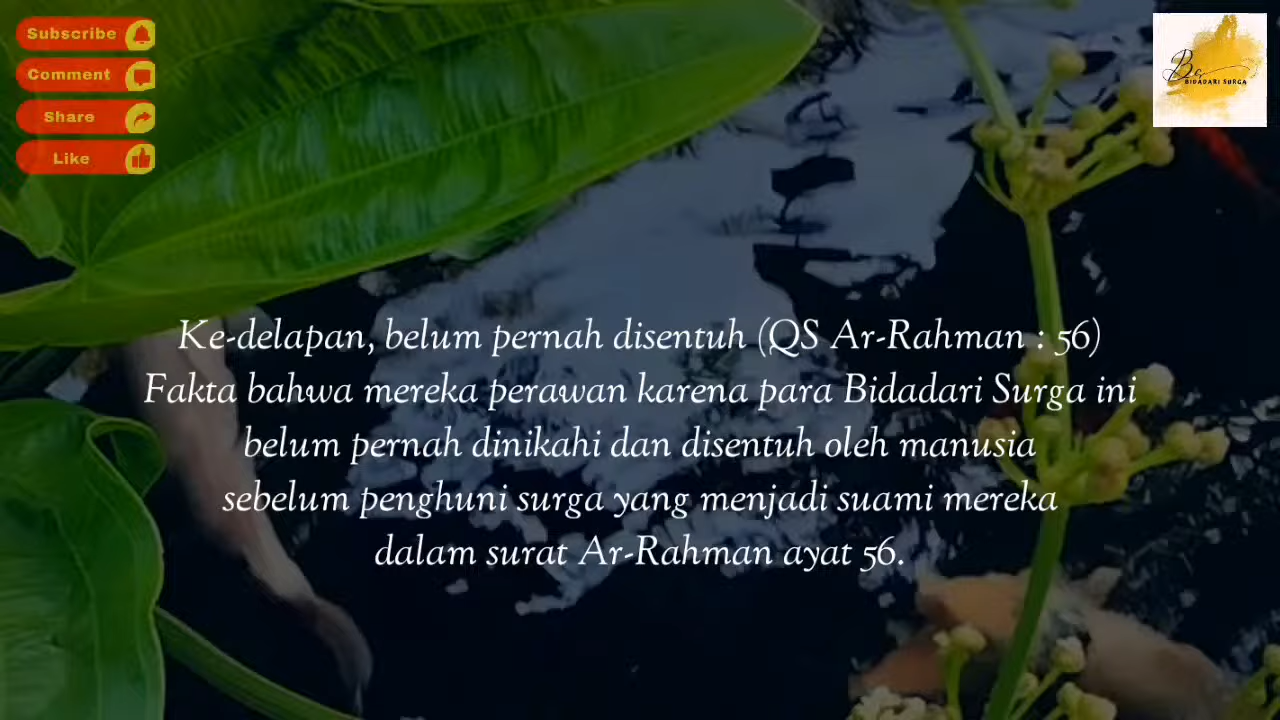 Subscribe
Comment
Share
Like
Be
BIDADARI SURGA
Ke-delapan, belum pernah disentuh (QS Ar-Rahman : 56)
Fakta bahwa mereka perawan karena para Bidadari Surga ini
belum pernah dinikahi dan disentuh oleh manusia
sebelum penghuni surga yang menjadi suami mereka
dalam surat Ar-Rahman ayat 56.